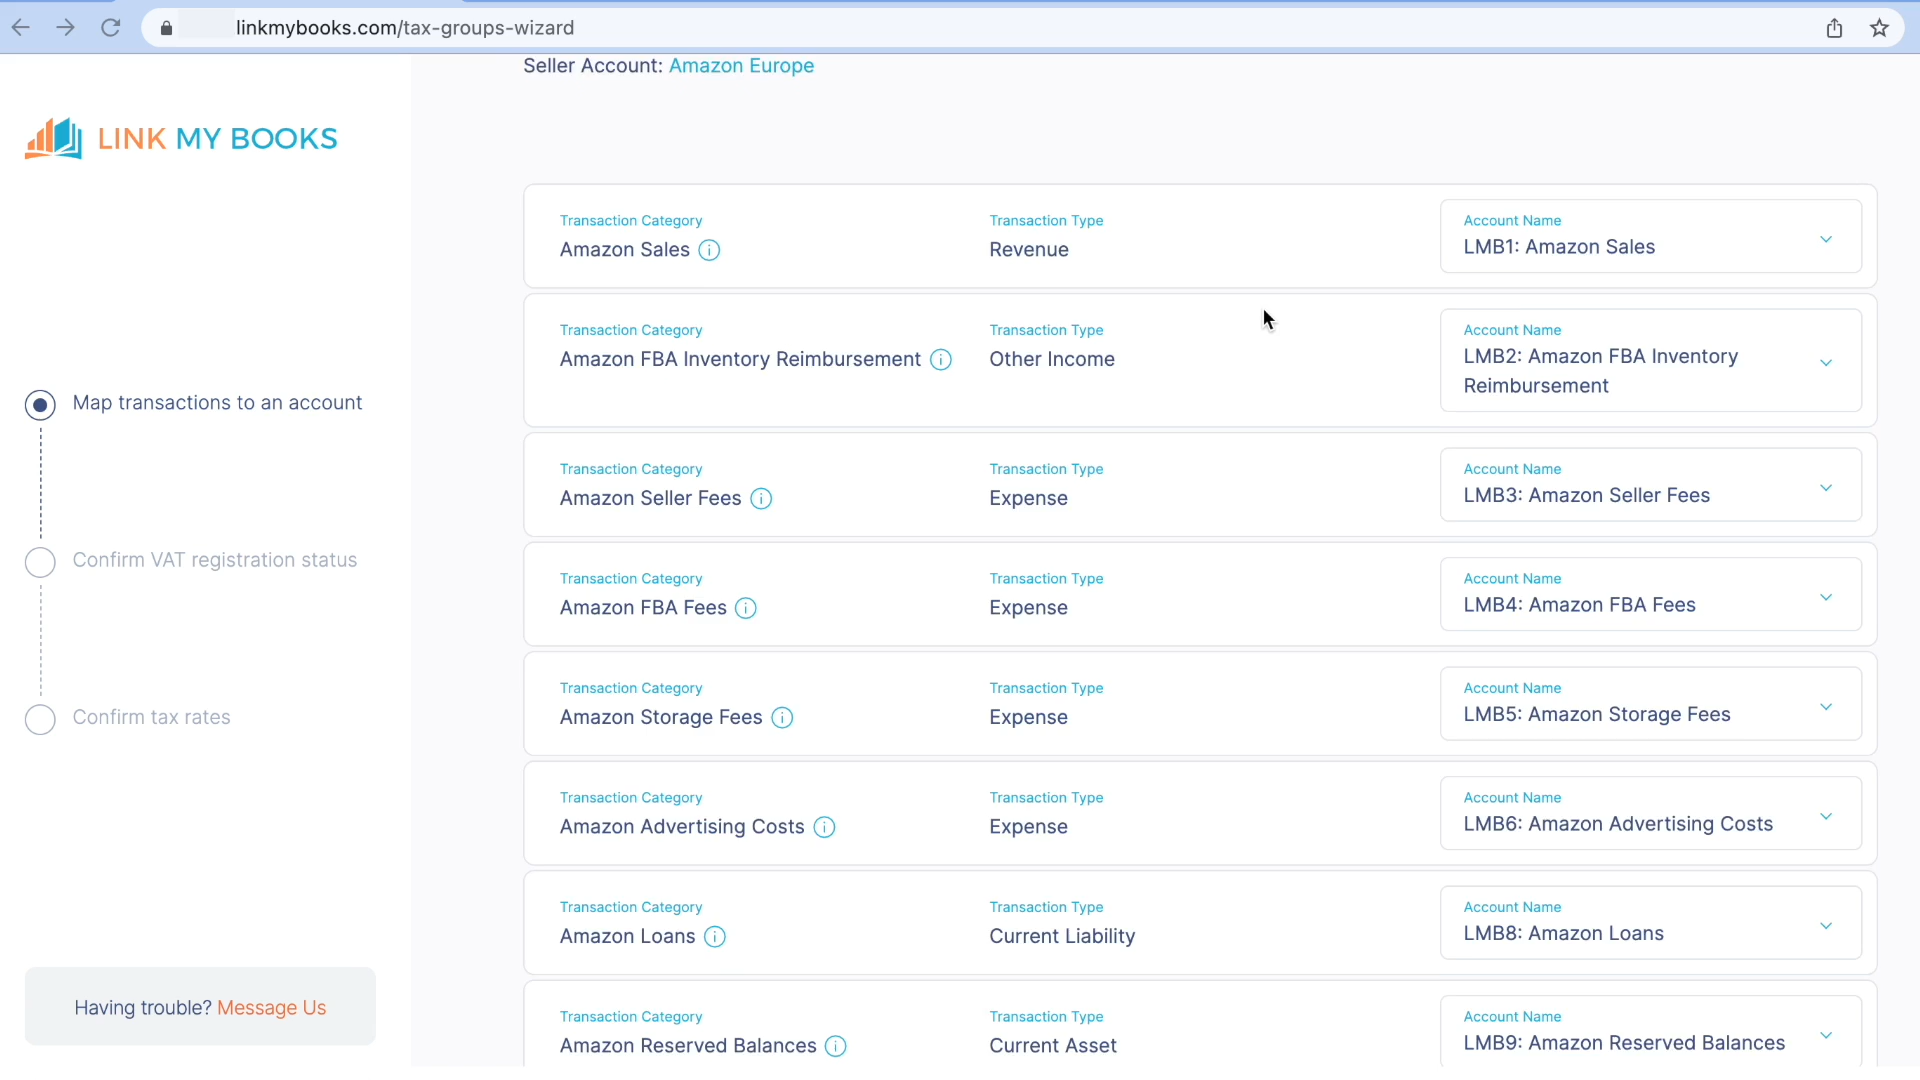 linkmybooks.com/tax-groups-wizard
Seller Account: Amazon Europe
LINK MY BOOKS
Map transactions to an account
Confirm VAT registration status
Confirm tax rates
Having trouble? Message Us
Transaction Category
Amazon Sales
Transaction Type
Revenue
Account Name
LMB1: Amazon Sales
Transaction Category
Amazon FBA Inventory Reimbursement
Transaction Type
Other Income
Account Name
LMB2: Amazon FBA Inventory
Reimbursement
Transaction Category
Amazon Seller Fees
Transaction Type
Expense
Account Name
LMB3: Amazon Seller Fees
Transaction Category
Amazon FBA Fees
Transaction Type
Expense
Account Name
LMB4: Amazon FBA Fees
Transaction Category
Amazon Storage Fees
Transaction Type
Expense
Account Name
LMB5: Amazon Storage Fees
Transaction Category
Amazon Advertising Costs
Transaction Type
Expense
Account Name
LMB6: Amazon Advertising Costs
Transaction Category
Amazon Loans
Transaction Type
Current Liability
Account Name
LMB8: Amazon Loans
Transaction Category
Amazon Reserved Balances
Transaction Type
Current Asset
Account Name
LMB9: Amazon Reserved Balances